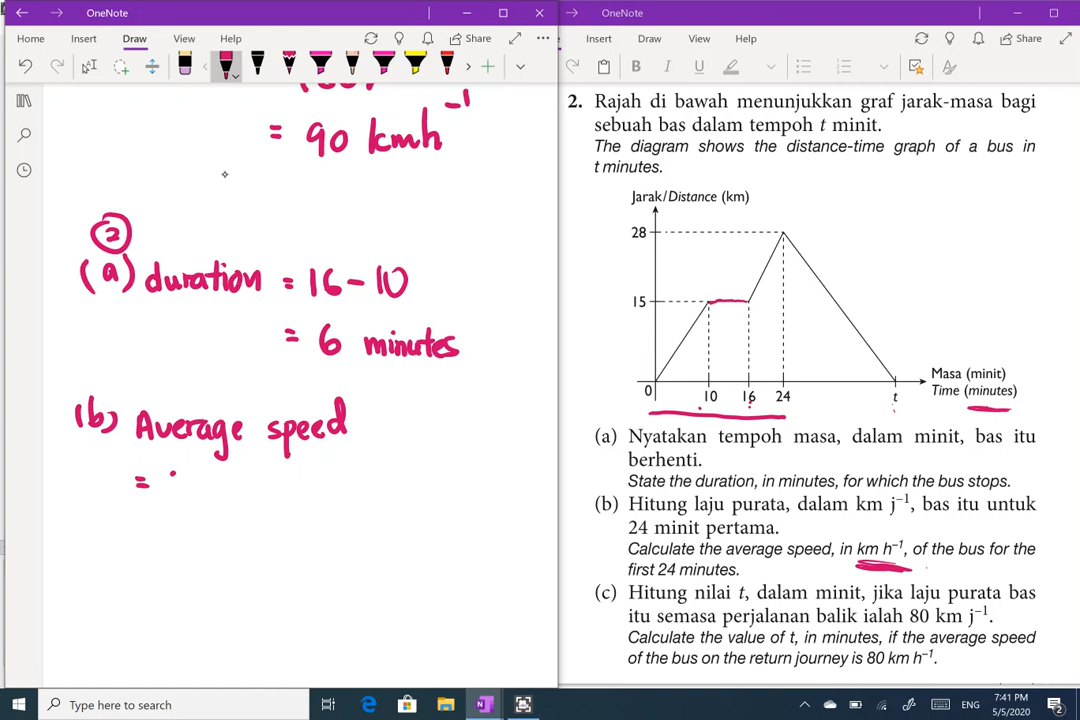 OneNote
Home Insert Draw View Help Share
= 90 kmh⁻¹
②
(a) duration = 16 - 10
= 6 minutes
(b) Average speed
=
OneNote
Insert Draw View Help Share
B I U A
2. Rajah di bawah menunjukkan graf jarak-masa bagi
sebuah bas dalam tempoh t minit.
The diagram shows the distance-time graph of a bus in
t minutes.
Jarak/Distance (km)
28
15
0 10 16 24 t
Masa (minit)
Time (minutes)
(a) Nyatakan tempoh masa, dalam minit, bas itu
berhenti.
State the duration, in minutes, for which the bus stops.
(b) Hitung laju purata, dalam km j⁻¹, bas itu untuk
24 minit pertama.
Calculate the average speed, in km h⁻¹, of the bus for the
first 24 minutes.
(c) Hitung nilai t, dalam minit, jika laju purata bas
itu semasa perjalanan balik ialah 80 km j⁻¹.
Calculate the value of t, in minutes, if the average speed
of the bus on the return journey is 80 km h⁻¹.
Type here to search
ENG
7:41 PM
5/5/2020
2